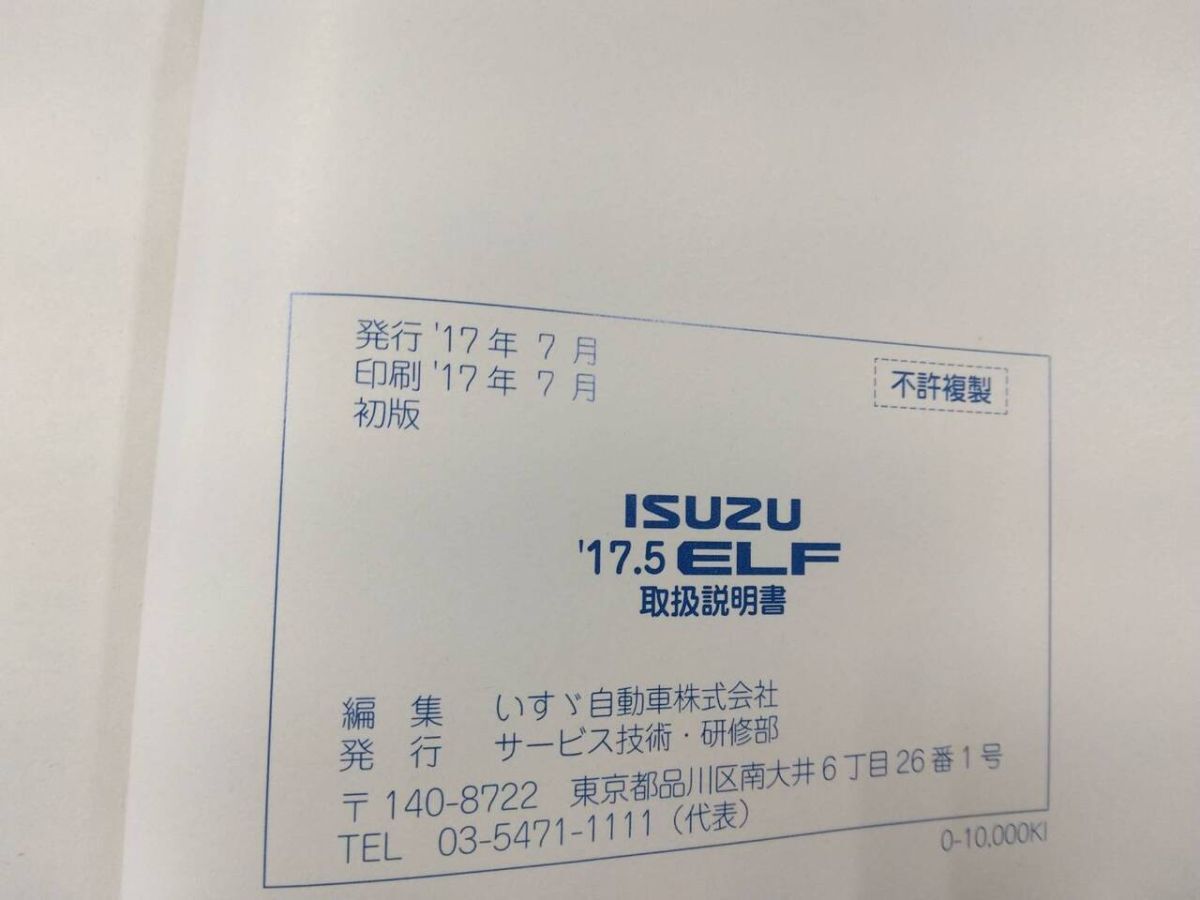 発行 '17年 7 月
印刷 '17年 7 月
初版
不許複製
ISUZU
'17.5 ELF
取扱説明書
編 集 いすゞ自動車株式会社
発 行 サービス技術・研修部
〒140-8722 東京都品川区南大井6丁目26番1号
TEL 03-5471-1111（代表）
0-10,000KI